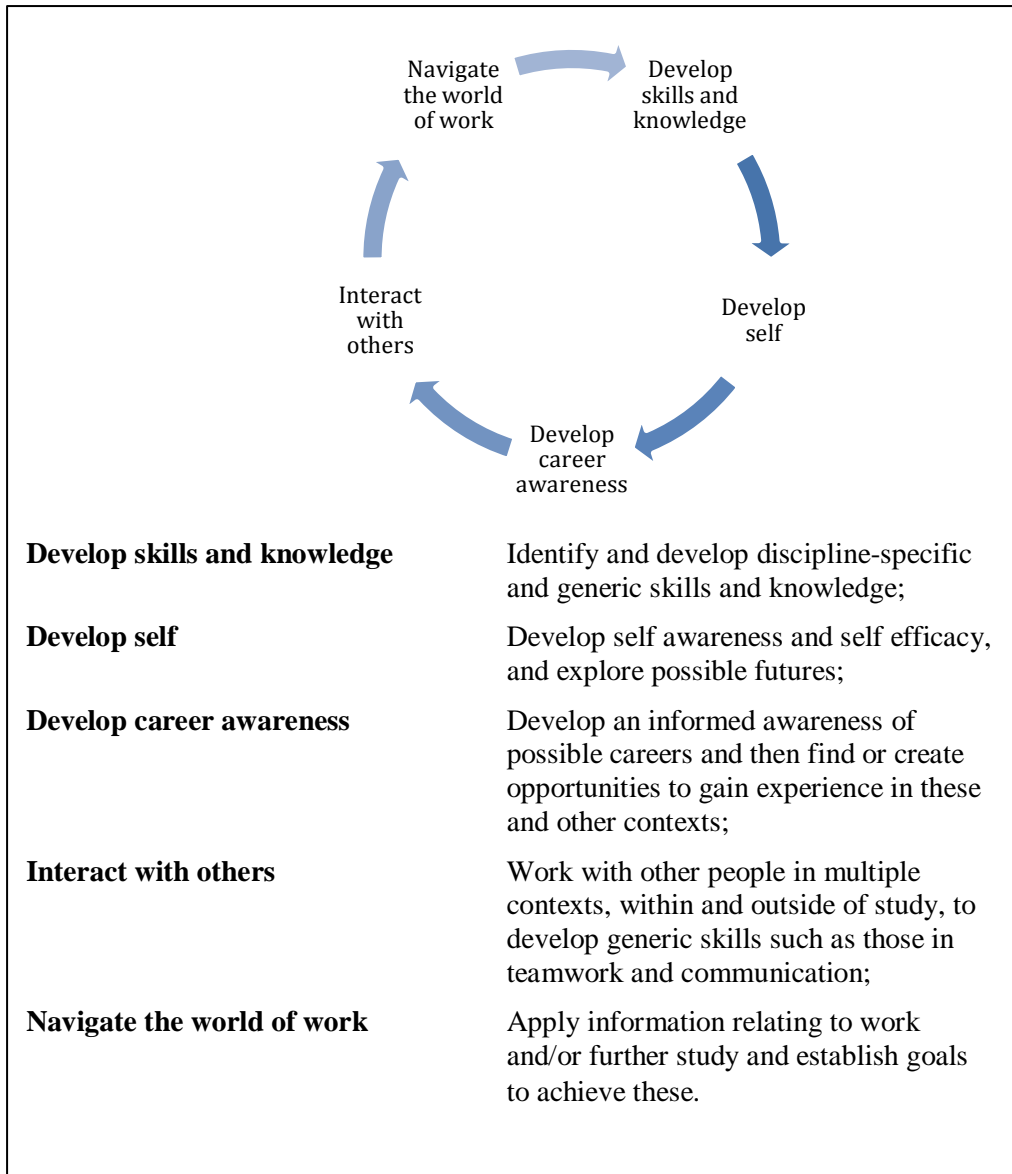 Navigate
the world
of work
Develop
skills and
knowledge
Interact
with
others
Develop
self
Develop
career
awareness
Develop skills and knowledge
Identify and develop discipline-specific
and generic skills and knowledge;
Develop self
Develop self awareness and self efficacy,
and explore possible futures;
Develop career awareness
Develop an informed awareness of
possible careers and then find or create
opportunities to gain experience in these
and other contexts;
Interact with others
Work with other people in multiple
contexts, within and outside of study, to
develop generic skills such as those in
teamwork and communication;
Navigate the world of work
Apply information relating to work
and/or further study and establish goals
to achieve these.